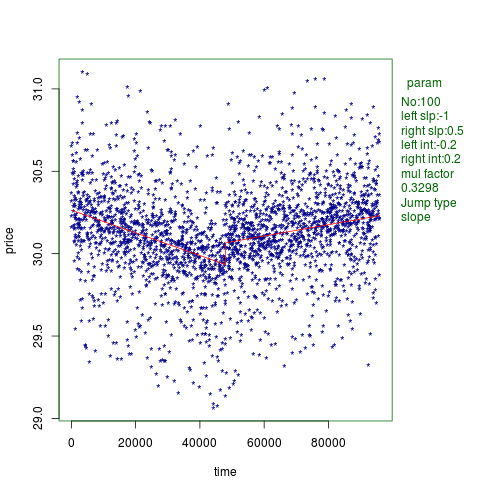 param
No:100
left slp:-1
right slp:0.5
left int:-0.2
right int:0.2
mul factor
0.3298
Jump type
slope
price
31.0
30.5
30.0
29.5
29.0
0 20000 40000 60000 80000
time